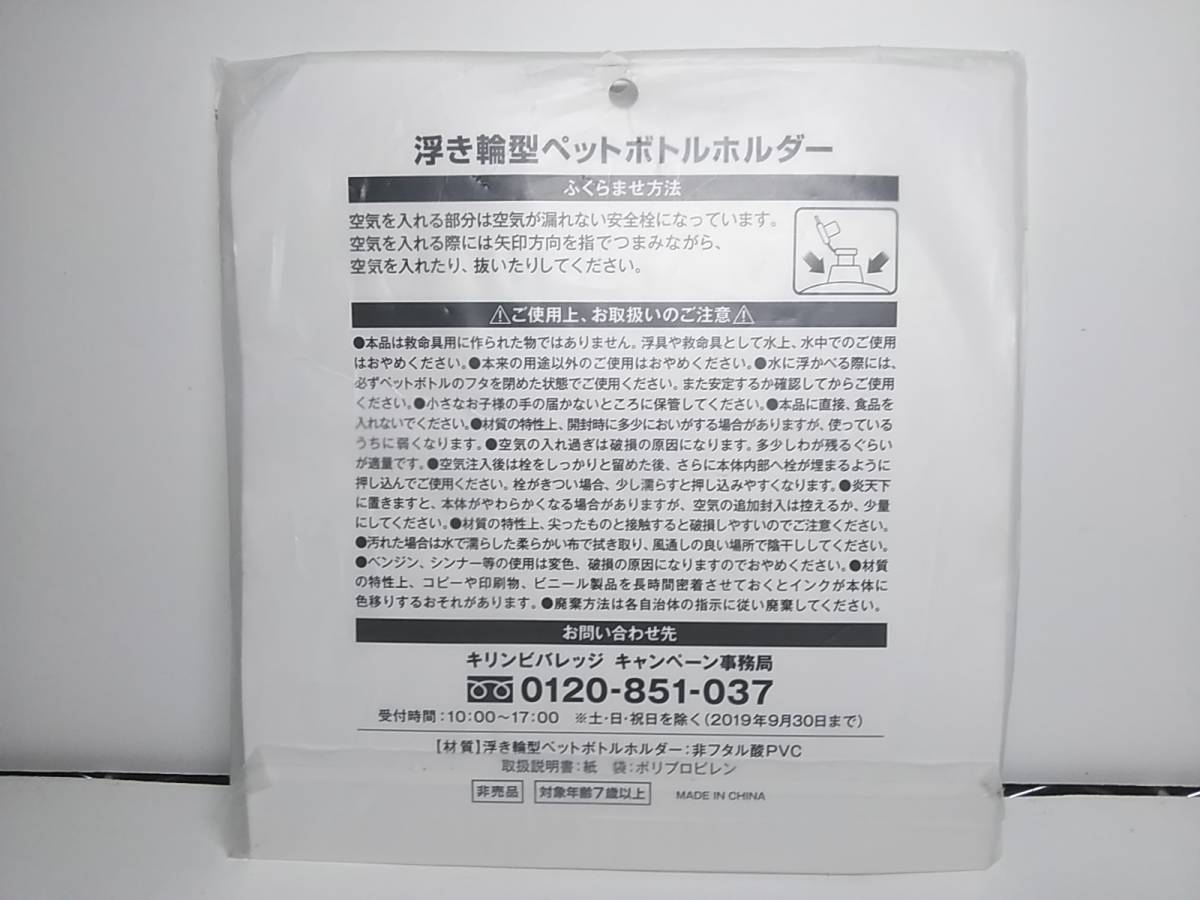 浮き輪型ペットボトルホルダー
ふくらませ方法
空気を入れる部分は空気が漏れない安全栓になっています。
空気を入れる際には矢印方向を指でつまみながら、
空気を入れたり、抜いたりしてください。
⚠ご使用上、お取扱いのご注意⚠
●本品は救命具用に作られた物ではありません。浮具や救命具として水上、水中でのご使用
はおやめください。●本来の用途以外のご使用はおやめください。●水に浮かべる際には、
必ずペットボトルのフタを閉めた状態でご使用ください。また安定するか確認してからご使用
ください。●小さなお子様の手の届かないところに保管してください。●本品に直接、食品を
入れないでください。●材質の特性上、開封時に多少においがする場合がありますが、使っている
うちに弱くなります。●空気の入れ過ぎは破損の原因になります。多少しわが残るぐらい
が適量です。●空気注入後は栓をしっかりと留めた後、さらに本体内部へ栓が埋まるように
押し込んでご使用ください。栓がきつい場合、少し濡らすと押し込みやすくなります。●炎天下
に置きますと、本体がやわらかくなる場合がありますが、空気の追加封入は控えるか、少量
にしてください。●材質の特性上、尖ったものと接触すると破損しやすいのでご注意ください。
●汚れた場合は水で濡らした柔らかい布で拭き取り、風通しの良い場所で陰干ししてください。
●ベンジン、シンナー等の使用は変色、破損の原因になりますのでおやめください。●材質
の特性上、コピーや印刷物、ビニール製品を長時間密着させておくとインクが本体に
色移りするおそれがあります。●廃棄方法は各自治体の指示に従い廃棄してください。
お問い合わせ先
キリンビバレッジ キャンペーン事務局
0120-851-037
受付時間:10:00〜17:00 ※土・日・祝日を除く(2019年9月30日まで)
【材質】浮き輪型ペットボトルホルダー:非フタル酸PVC
取扱説明書:紙 袋:ポリプロピレン
非売品 対象年齢7歳以上 MADE IN CHINA